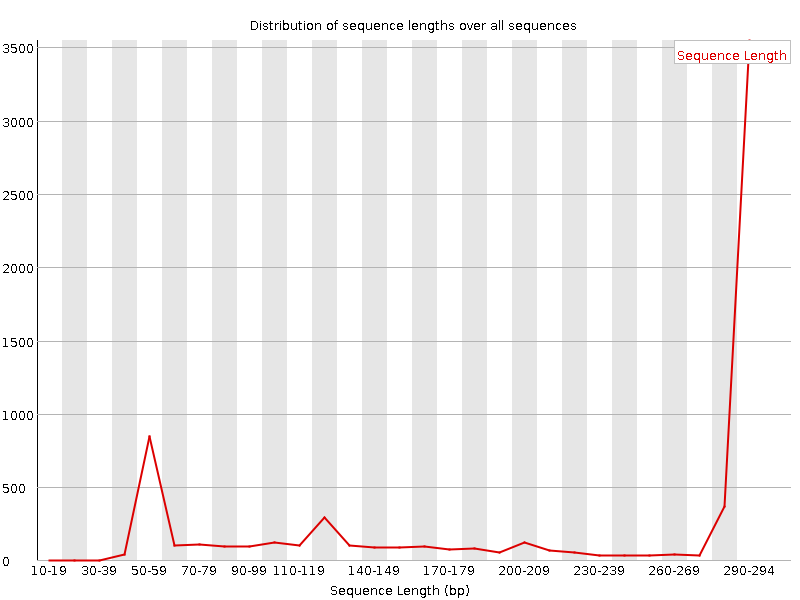 Distribution of sequence lengths over all sequences
Sequence Length
3500
3000
2500
2000
1500
1000
500
0
10-19 30-39 50-59 70-79 90-99 110-119 140-149 170-179 200-209 230-239 260-269 290-294
Sequence Length (bp)